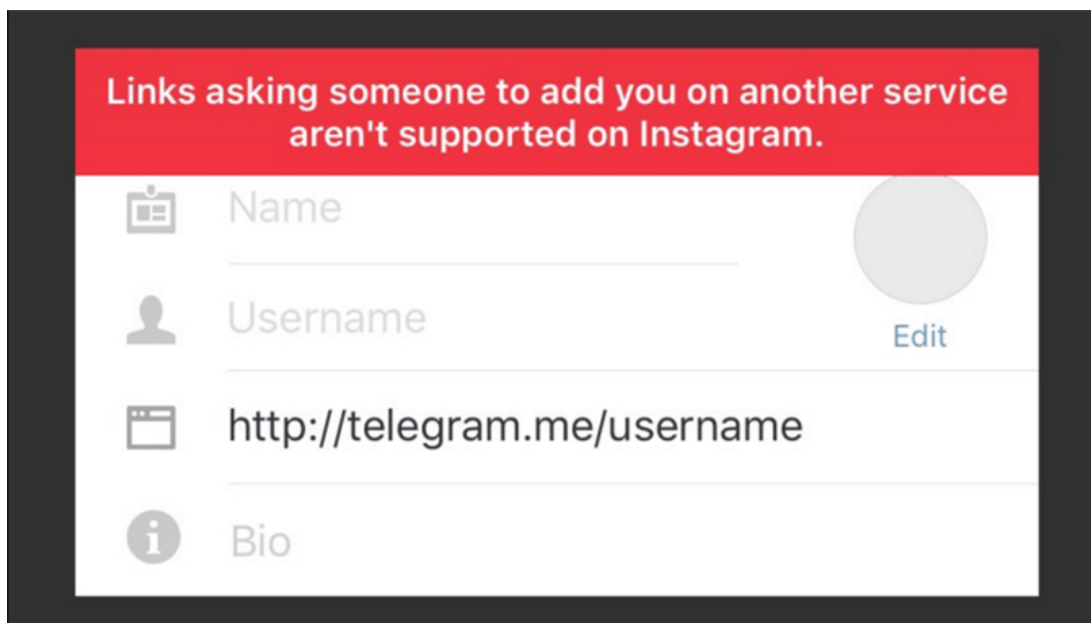 Links asking someone to add you on another service
aren't supported on Instagram.
Name
Username
Edit
http://telegram.me/username
Bio